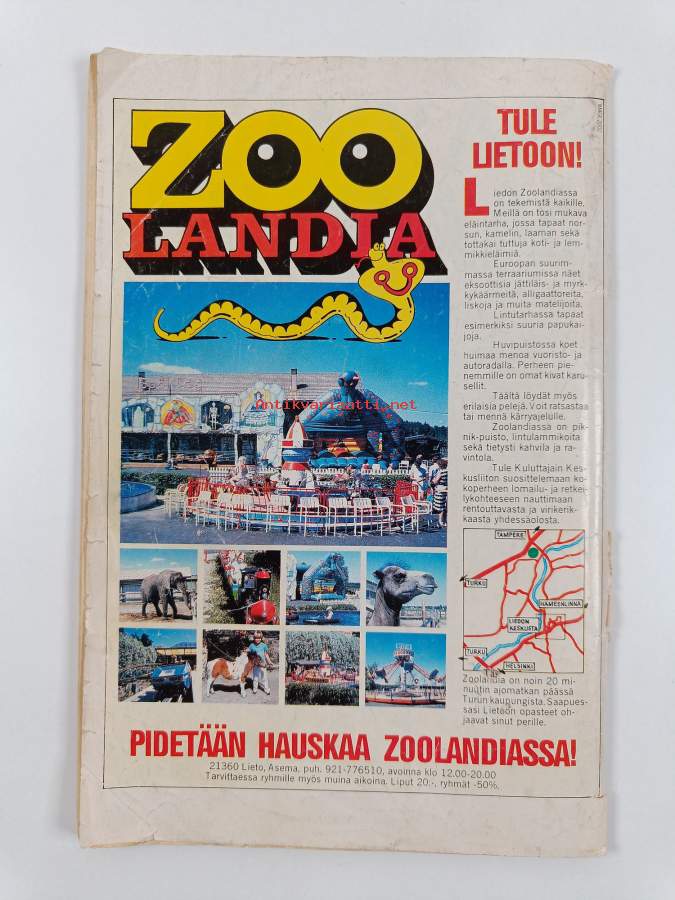 ZOO
LANDIA
TULE
LIETOON!
Liedon Zoolandiassa
on tekemistä kaikille.
Meillä on tosi mukava
eläintarha, jossa tapaat nor-
sun, kamelin, laaman sekä
tottakai tuttuja koti- ja lem-
mikkieläimiä.
Euroopan suurim-
massa terraariumissa näet
eksoottisia jättiläis- ja myrk-
kykäärmeitä, alligaattoreita,
liskoja ja muita matelijoita.
Lintutarhassa tapaat
esimerkiksi suuria papukai-
joja.
Huvipuistossa koet
huimaa menoa vuoristo- ja
autoradalla. Perheen pie-
nemmille on omat kivat karu-
sellit.
Täältä löydät myös
erilaisia pelejä. Voit ratsastaa
tai mennä kärryajelulle.
Zoolandiassa on pik-
nik-puisto, lintulammikoita
sekä tietysti kahvila ja ra-
vintola.
Tule Kuluttajain Kes-
kusliiton suosittelemaan ko-
koperheen lomailu- ja retkei-
lykohteeseen nauttimaan
rentouttavasta ja virikerik-
kaasta yhdessäolosta.
Antikvariaatti.net
TAMPERE
TURKU
HÄMEENLINNA
LIEDON
KESKUSTA
TURKU
HELSINKI
Zoolandia on noin 20 mi-
nuutin ajomatkan päässä
Turun kaupungista. Saapues-
sasi Lietoon opasteet oh-
jaavat sinut perille.
PIDETÄÄN HAUSKAA ZOOLANDIASSA!
21360 Lieto, Asema, puh. 921-776510, avoinna klo 12.00-20.00
Tarvittaessa ryhmille myös muina aikoina. Liput 20:-, ryhmät -50%.